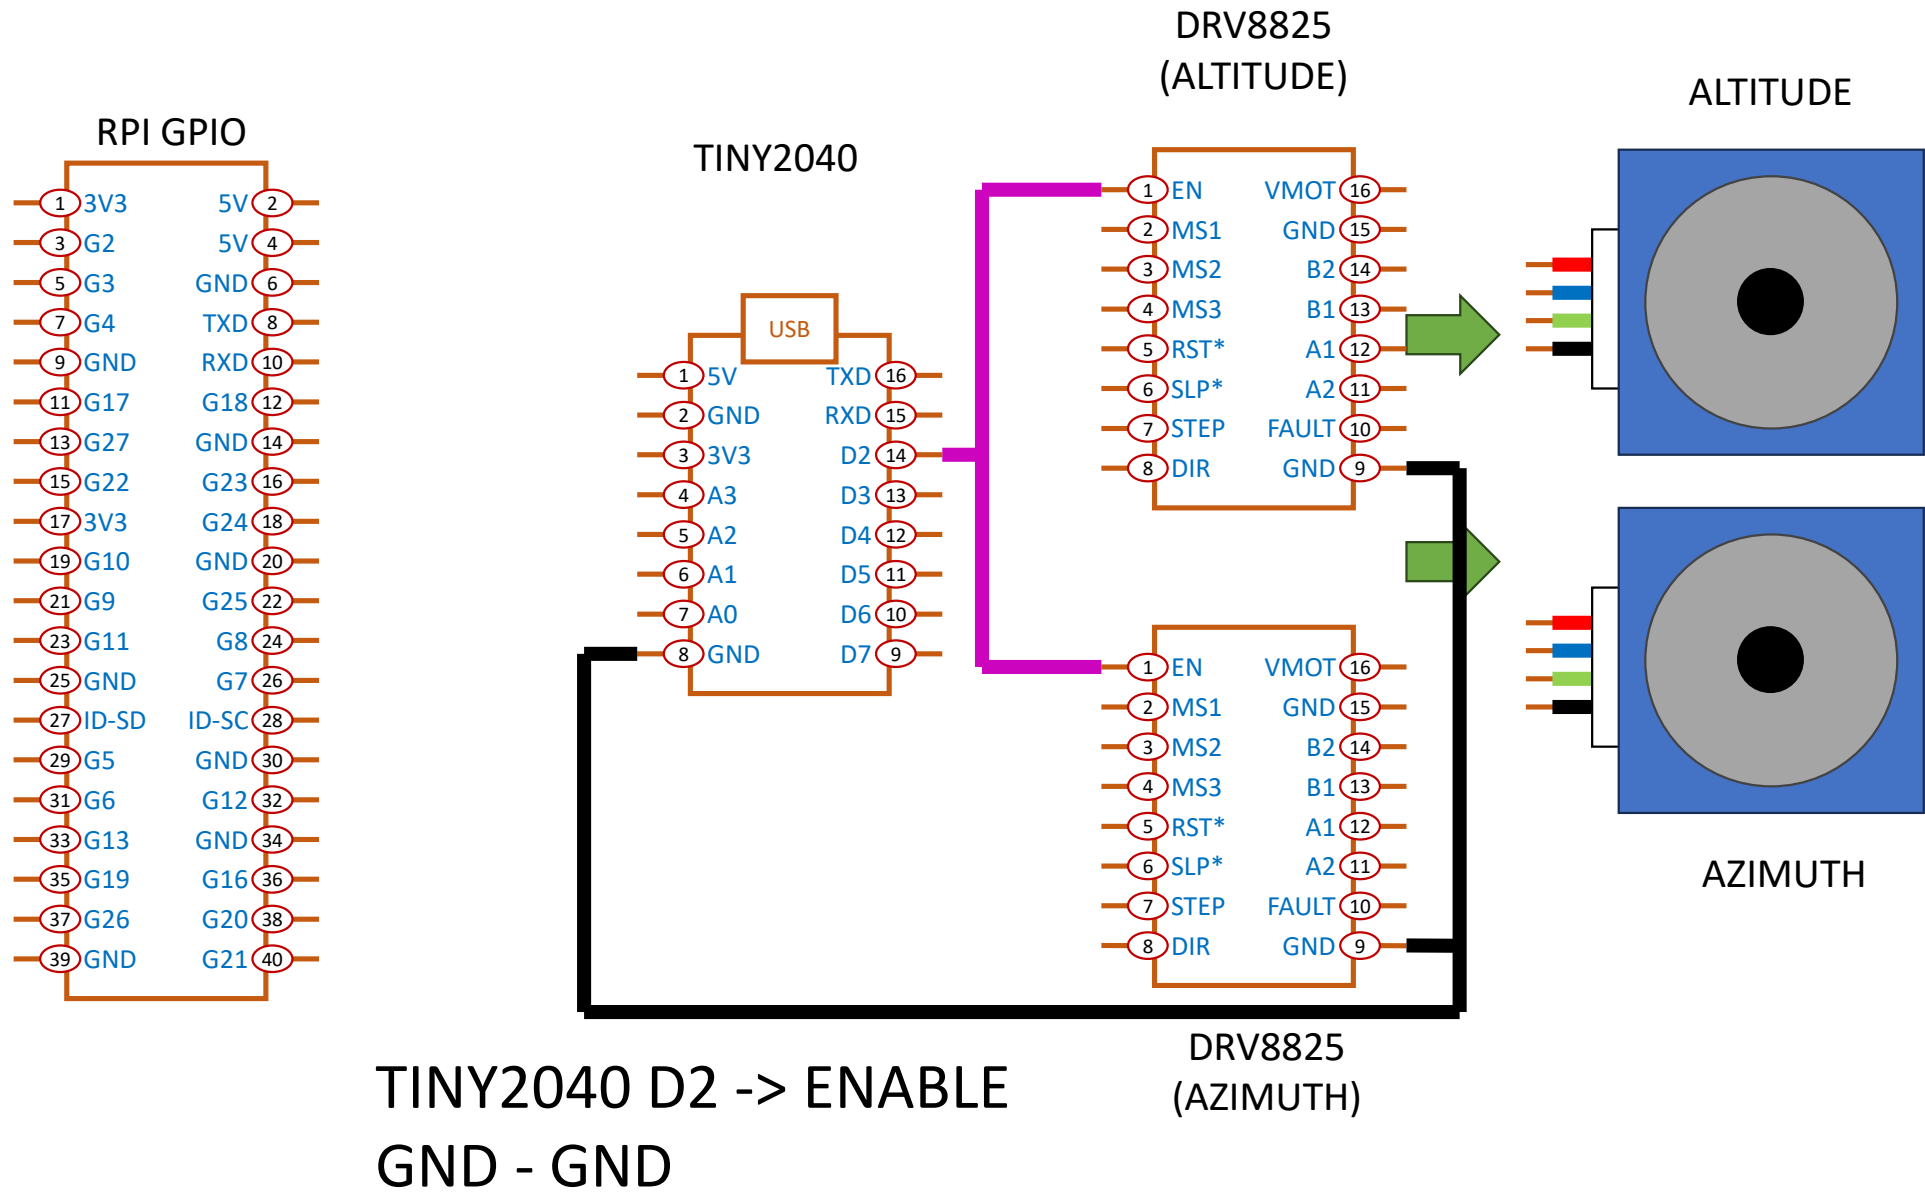 DRV8825
(ALTITUDE)
ALTITUDE
RPI GPIO
TINY2040
1 3V3 5V 2
3 G2 5V 4
5 G3 GND 6
7 G4 TXD 8
9 GND RXD 10
11 G17 G18 12
13 G27 GND 14
15 G22 G23 16
17 3V3 G24 18
19 G10 GND 20
21 G9 G25 22
23 G11 G8 24
25 GND G7 26
27 ID-SD ID-SC 28
29 G5 GND 30
31 G6 G12 32
33 G13 GND 34
35 G19 G16 36
37 G26 G20 38
39 GND G21 40
USB
1 5V TXD 16
2 GND RXD 15
3 3V3 D2 14
4 A3 D3 13
5 A2 D4 12
6 A1 D5 11
7 A0 D6 10
8 GND D7 9
1 EN VMOT 16
2 MS1 GND 15
3 MS2 B2 14
4 MS3 B1 13
5 RST* A1 12
6 SLP* A2 11
7 STEP FAULT 10
8 DIR GND 9
1 EN VMOT 16
2 MS1 GND 15
3 MS2 B2 14
4 MS3 B1 13
5 RST* A1 12
6 SLP* A2 11
7 STEP FAULT 10
8 DIR GND 9
AZIMUTH
DRV8825
(AZIMUTH)
TINY2040 D2 -> ENABLE
GND - GND